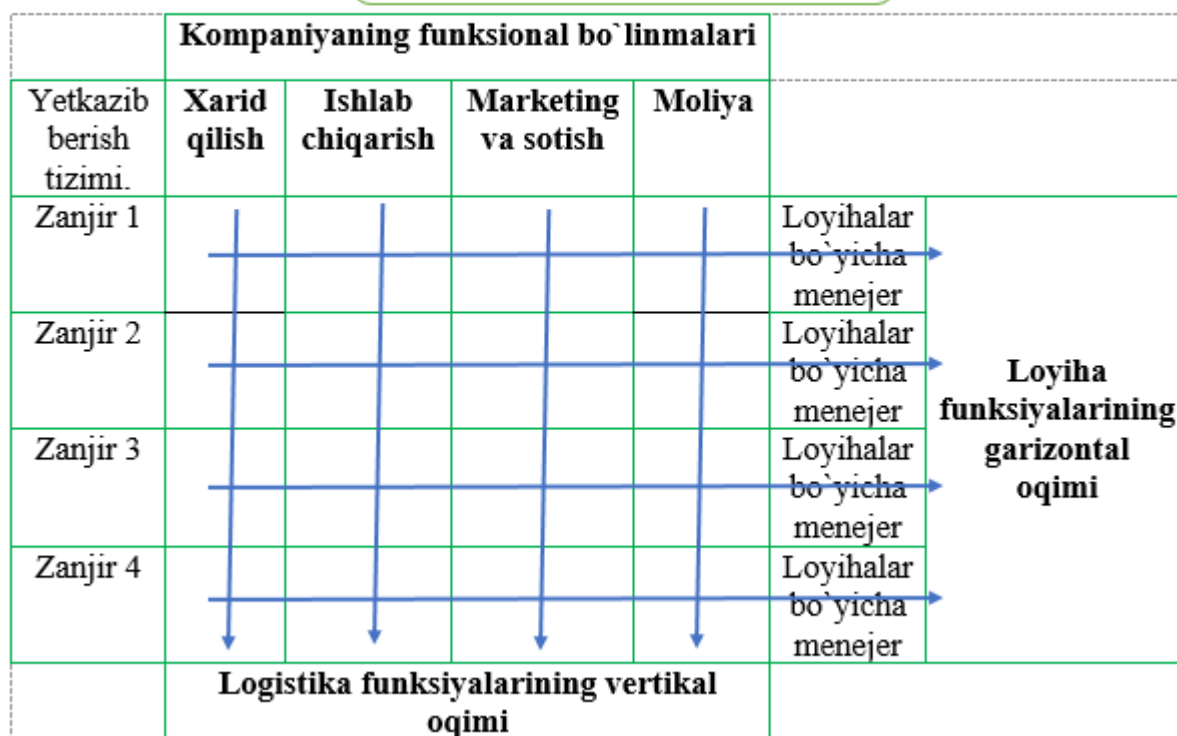 Kompaniyaning funksional bo`linmalari
Yetkazib
berish
tizimi.
Xarid
qilish
Ishlab
chiqarish
Marketing
va sotish
Moliya
Zanjir 1
Loyihalar
bo`yicha
menejer
Zanjir 2
Loyihalar
bo`yicha
menejer
Zanjir 3
Loyihalar
bo`yicha
menejer
Zanjir 4
Loyihalar
bo`yicha
menejer
Loyiha
funksiyalarining
garizontal
oqimi
Logistika funksiyalarining vertikal
oqimi